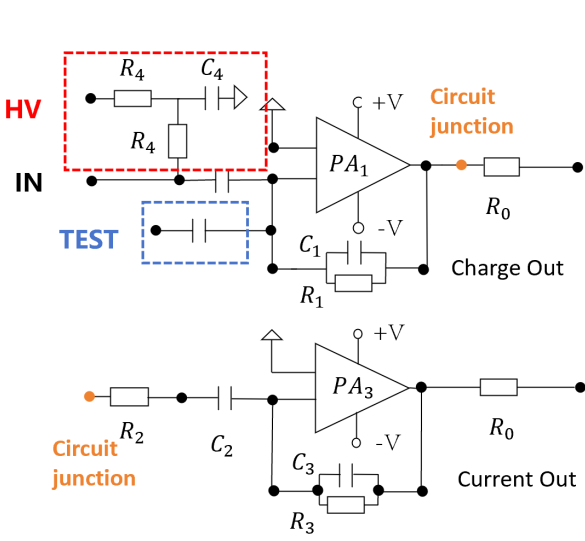 R₄
C₄
+V
HV
Circuit
junction
R₄
PA₁
IN
R₀
TEST
-V
C₁
Charge Out
R₁
+V
PA₃
R₂
C₂
R₀
-V
Circuit
junction
C₃
Current Out
R₃